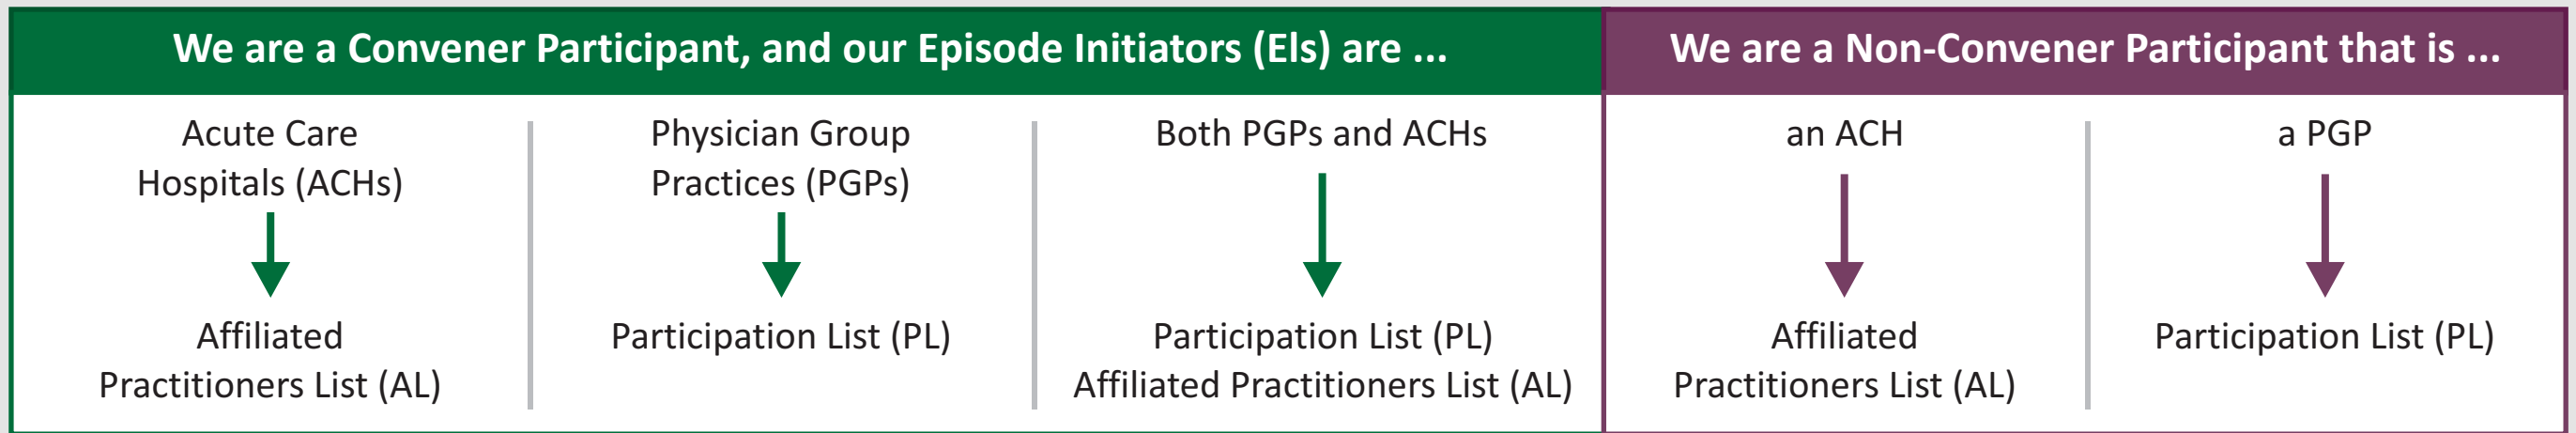 We are a Convener Participant, and our Episode Initiators (EIs) are ...
Acute Care
Hospitals (ACHs)
Affiliated
Practitioners List (AL)
Physician Group
Practices (PGPs)
Participation List (PL)
Both PGPs and ACHs
Participation List (PL)
Affiliated Practitioners List (AL)
We are a Non-Convener Participant that is ...
an ACH
Affiliated
Practitioners List (AL)
a PGP
Participation List (PL)